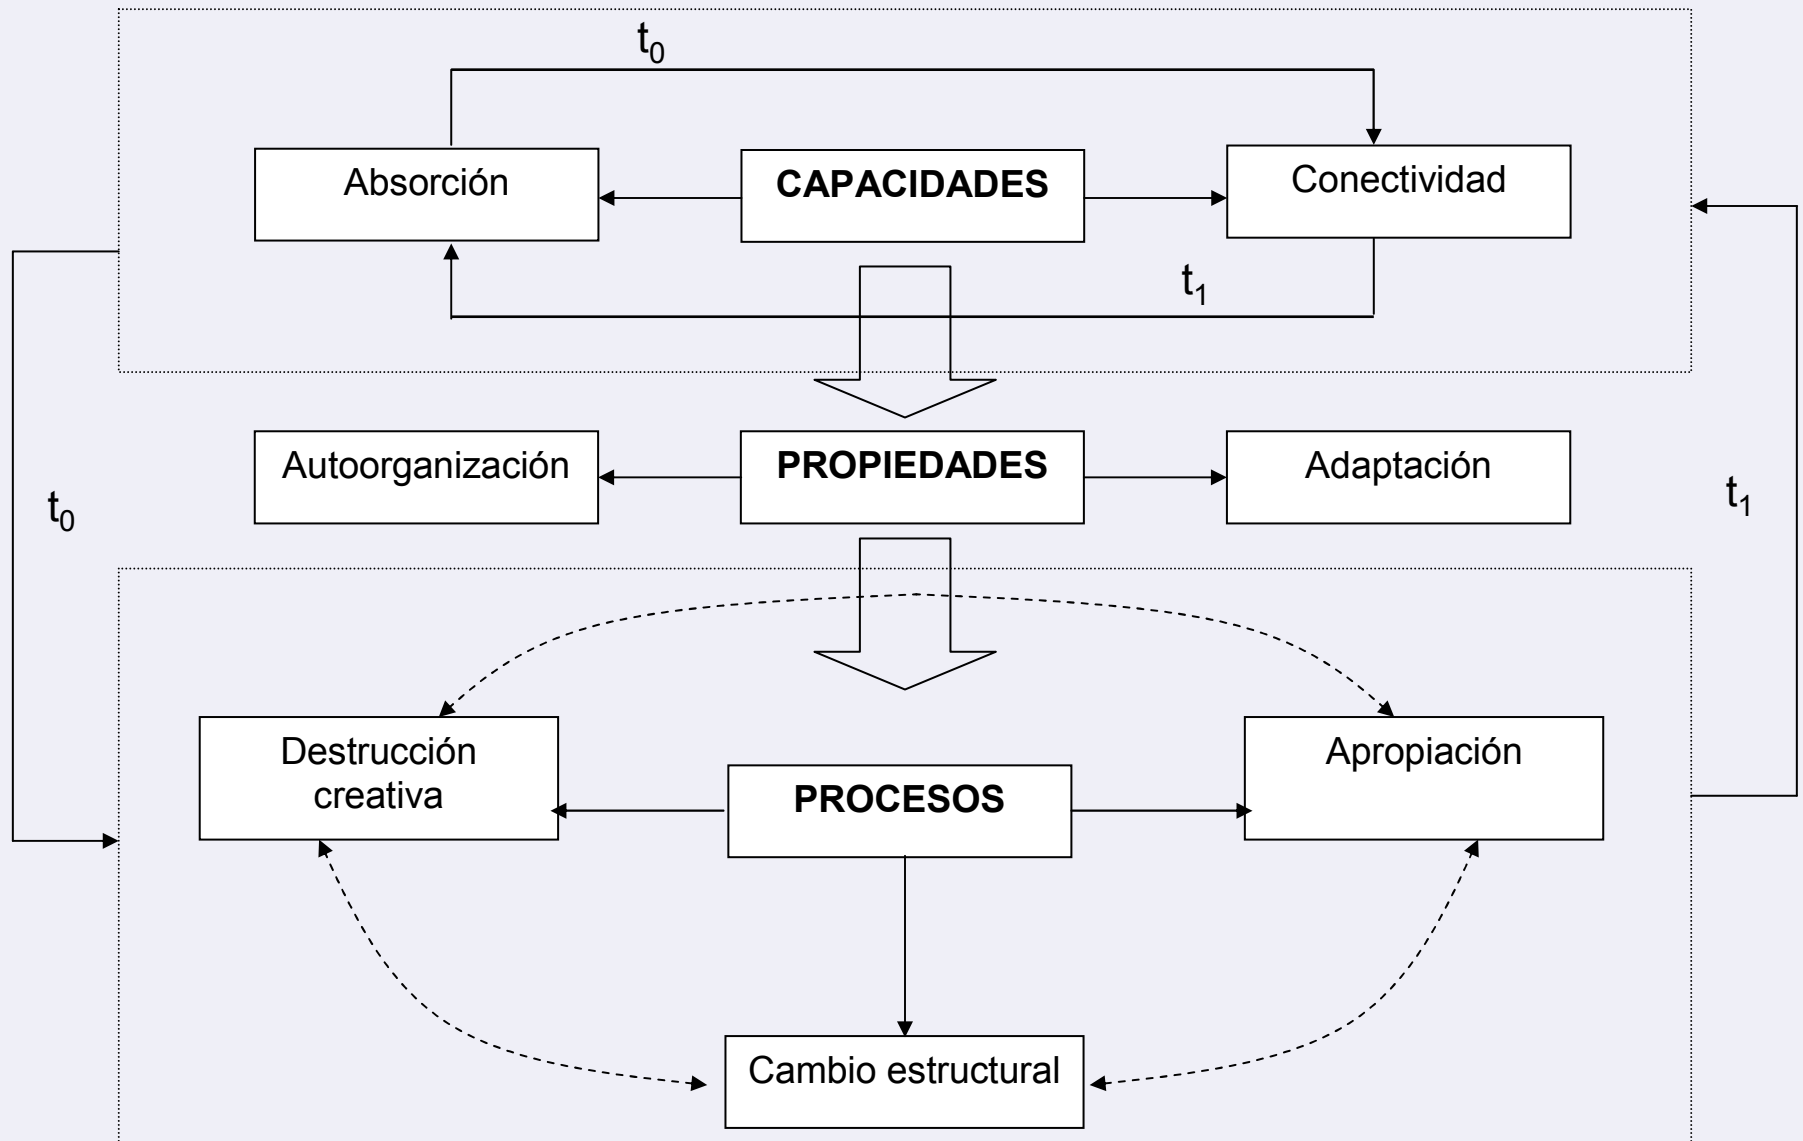 t₀
Absorción
CAPACIDADES
Conectividad
t₁
Autoorganización
PROPIEDADES
Adaptación
t₀
t₁
Destrucción
creativa
PROCESOS
Apropiación
Cambio estructural